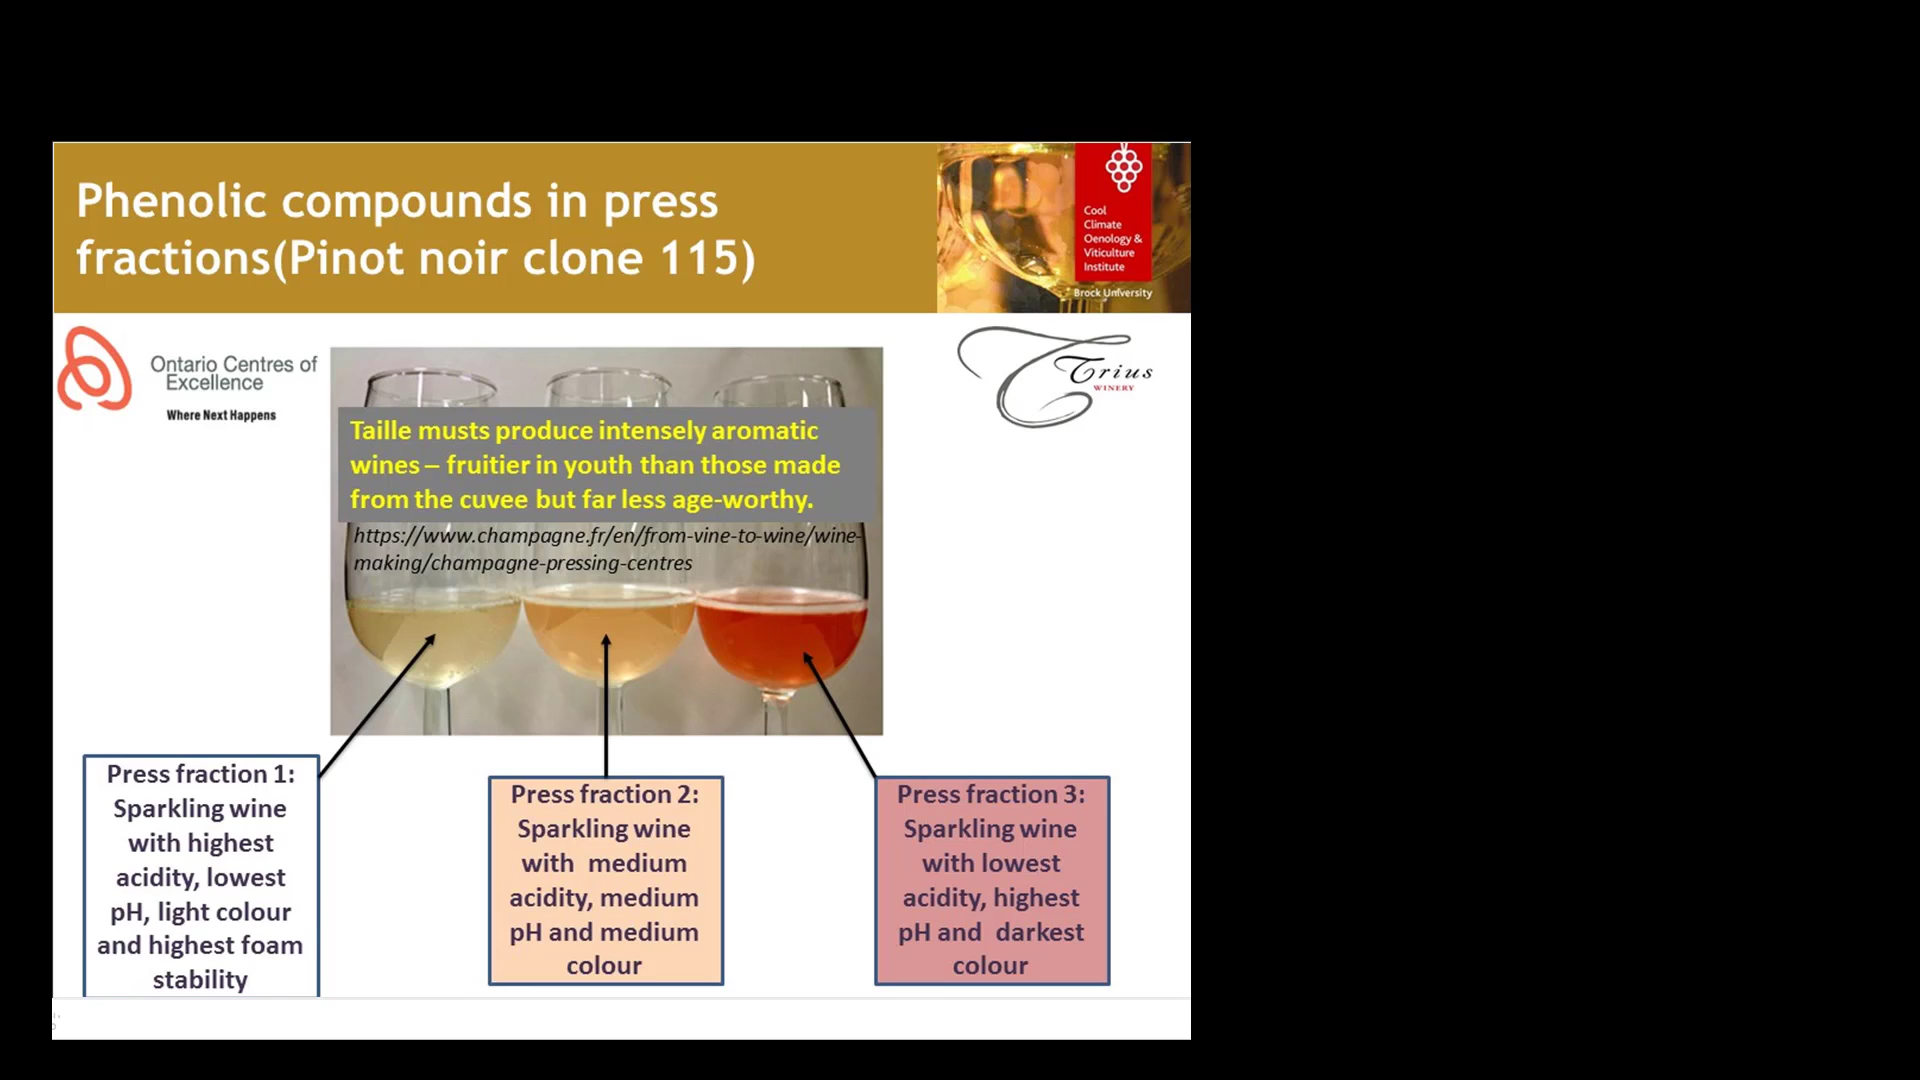 Phenolic compounds in press
fractions(Pinot noir clone 115)
Cool
Climate
Oenology &
Viticulture
Institute
Brock University
Ontario Centres of
Excellence
Where Next Happens
Trius
WINERY
Taille musts produce intensely aromatic
wines – fruitier in youth than those made
from the cuvee but far less age-worthy.
https://www.champagne.fr/en/from-vine-to-wine/wine-
making/champagne-pressing-centres
Press fraction 1:
Sparkling wine
with highest
acidity, lowest
pH, light colour
and highest foam
stability
Press fraction 2:
Sparkling wine
with medium
acidity, medium
pH and medium
colour
Press fraction 3:
Sparkling wine
with lowest
acidity, highest
pH and darkest
colour